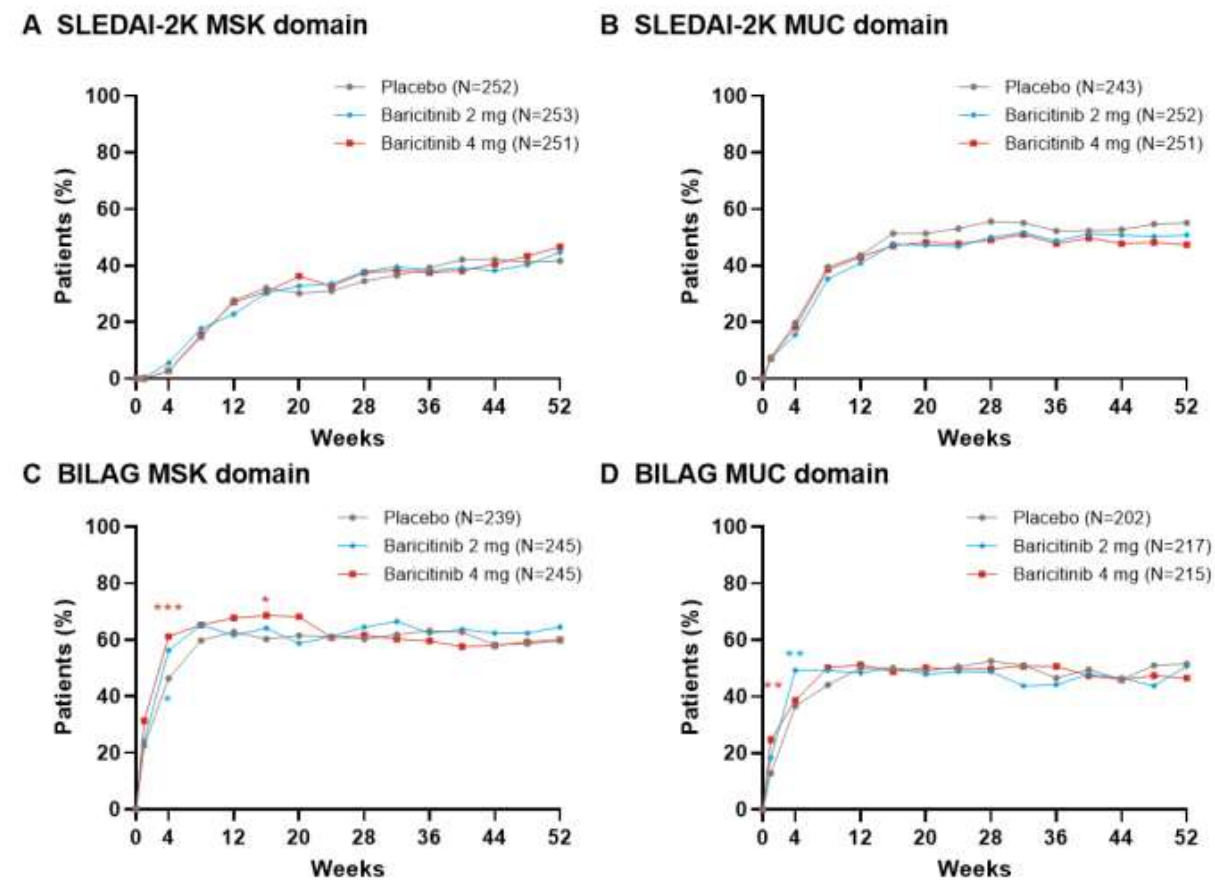 A SLEDAI-2K MSK domain
Placebo (N=252)
Baricitinib 2 mg (N=253)
Baricitinib 4 mg (N=251)
Patients (%)
100
80
60
40
20
0
0 4 12 20 28 36 44 52
Weeks
B SLEDAI-2K MUC domain
Placebo (N=243)
Baricitinib 2 mg (N=252)
Baricitinib 4 mg (N=251)
Patients (%)
100
80
60
40
20
0
0 4 12 20 28 36 44 52
Weeks
C BILAG MSK domain
Placebo (N=239)
Baricitinib 2 mg (N=245)
Baricitinib 4 mg (N=245)
Patients (%)
100
80
60
40
20
0
***
*
*
0 4 12 20 28 36 44 52
Weeks
D BILAG MUC domain
Placebo (N=202)
Baricitinib 2 mg (N=217)
Baricitinib 4 mg (N=215)
Patients (%)
100
80
60
40
20
0
**
**
0 4 12 20 28 36 44 52
Weeks